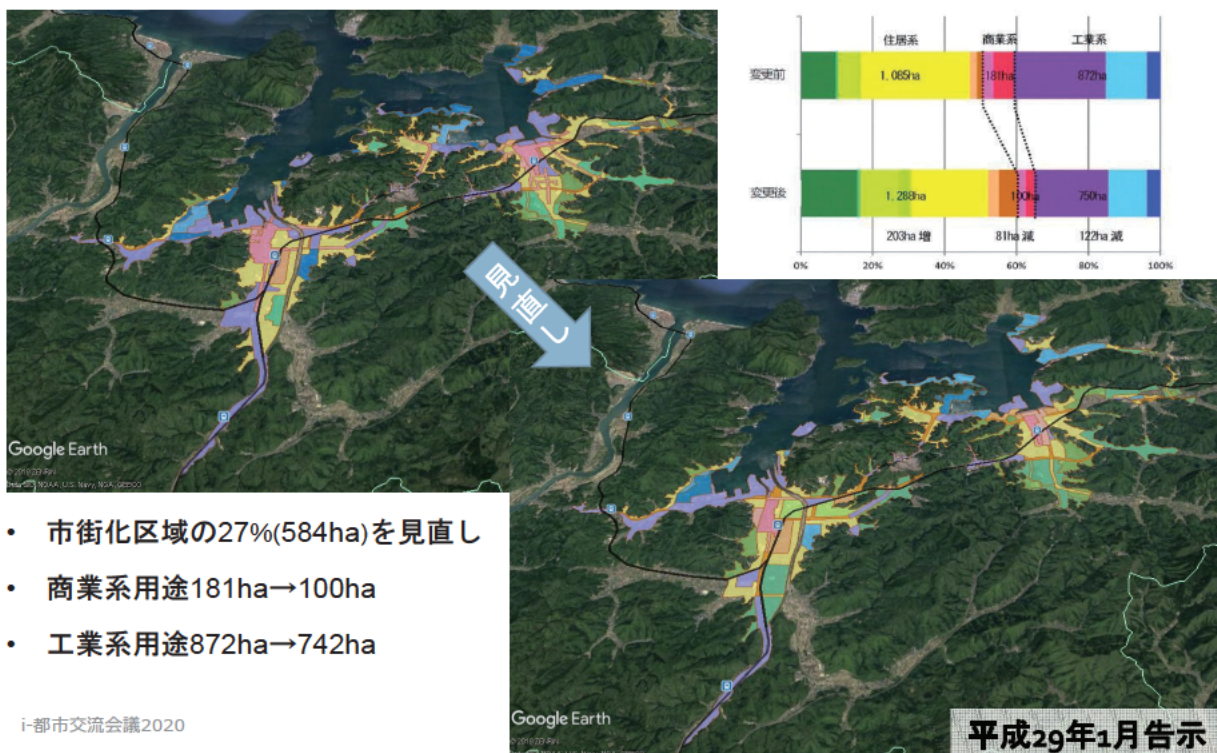 住居系 商業系 工業系
変更前 1,085ha 181ha 872ha
変更後 1,288ha 100ha 750ha
203ha 増 81ha 減 122ha 減
0% 20% 40% 60% 80% 100%
見直し
Google Earth
• 市街化区域の27%(584ha)を見直し
• 商業系用途181ha→100ha
• 工業系用途872ha→742ha
i-都市交流会議2020
Google Earth
平成29年1月告示